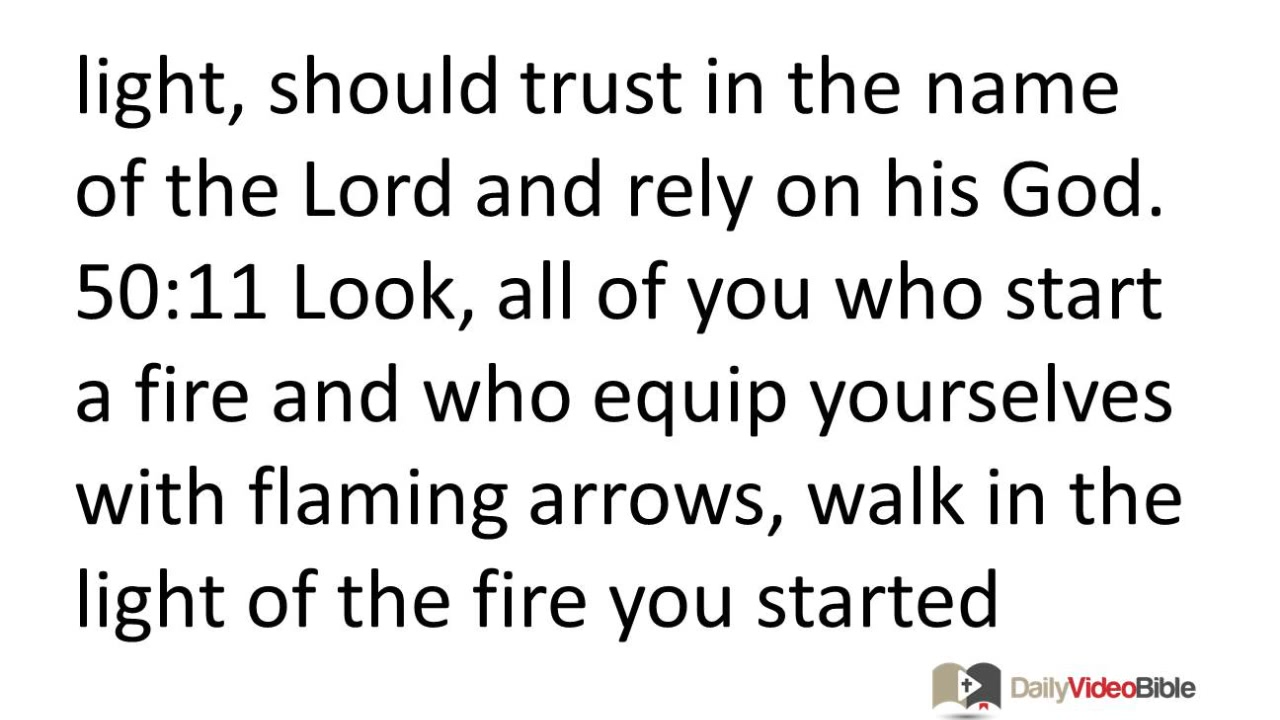 light, should trust in the name
of the Lord and rely on his God.
50:11 Look, all of you who start
a fire and who equip yourselves
with flaming arrows, walk in the
light of the fire you started
DailyVideoBible